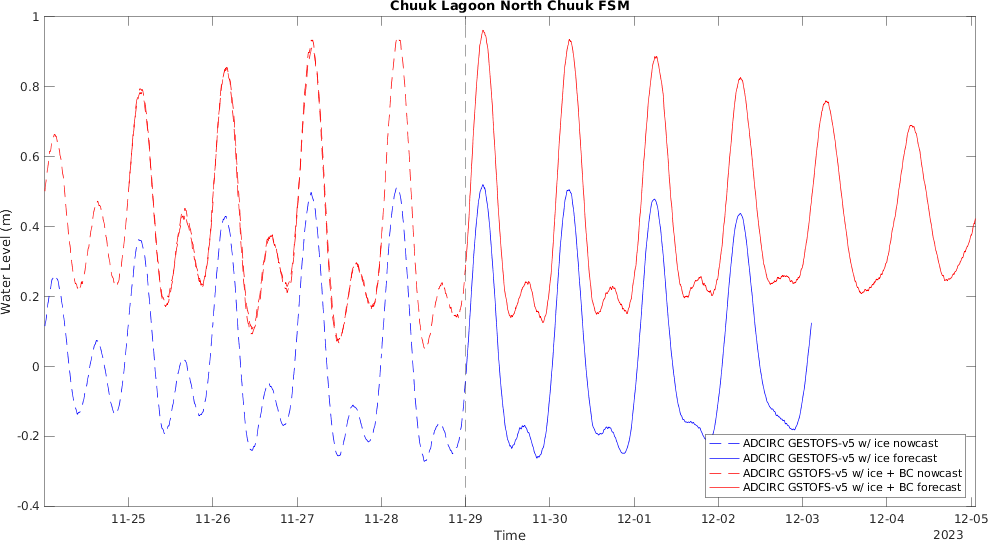 Chuuk Lagoon North Chuuk FSM
1
0.8
0.6
0.4
0.2
0
-0.2
-0.4
Water Level (m)
11-25 11-26 11-27 11-28 11-29 11-30 12-01 12-02 12-03 12-04 12-05
Time
2023
ADCIRC GESTOFS-v5 w/ ice nowcast
ADCIRC GESTOFS-v5 w/ ice forecast
ADCIRC GSTOFS-v5 w/ ice + BC nowcast
ADCIRC GSTOFS-v5 w/ ice + BC forecast